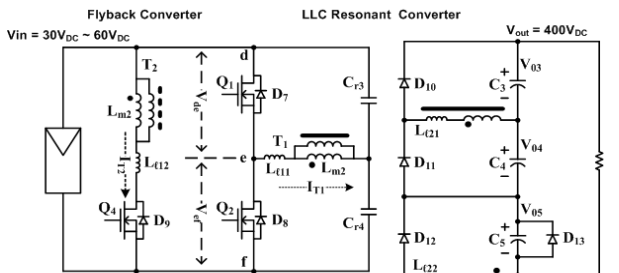 Flyback Converter
LLC Resonant Converter
Vin = 30VDC ~ 60VDC
Vout = 400VDC
T2
d
V03
Q1
D7
Cr3
D10
C3
+
−
Lm2
Vde
T1
Lℓ21
V04
IT2
Lℓ12
e
Lℓ11
Lm2
D11
C4
+
−
IT1
Q4
D9
Vef
Q2
D8
Cr4
V05
D12
C5
+
−
D13
f
Lℓ22